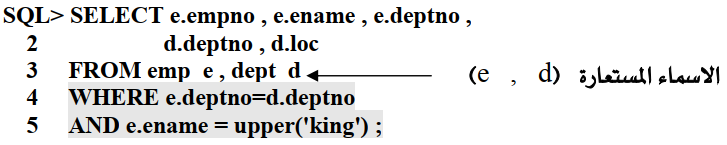 SQL> SELECT e.empno , e.ename , e.deptno ,
2 d.deptno , d.loc
3 FROM emp e , dept d الاسماء المستعارة (e , d)
4 WHERE e.deptno=d.deptno
5 AND e.ename = upper('king') ;